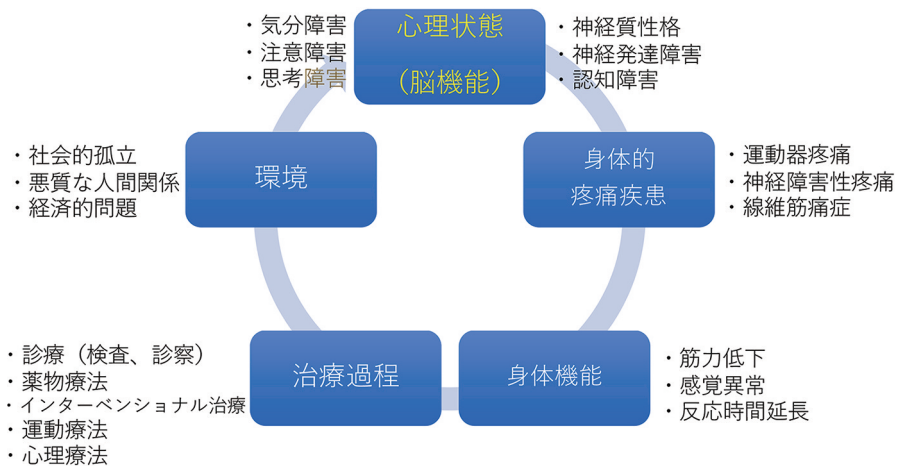 ・気分障害
・注意障害
・思考障害
心理状態
（脳機能）
・神経質性格
・神経発達障害
・認知障害
身体的
疼痛疾患
・運動器疼痛
・神経障害性疼痛
・線維筋痛症
身体機能
・筋力低下
・感覚異常
・反応時間延長
治療過程
・診療（検査、診察）
・薬物療法
・インターベンショナル治療
・運動療法
・心理療法
環境
・社会的孤立
・悪質な人間関係
・経済的問題